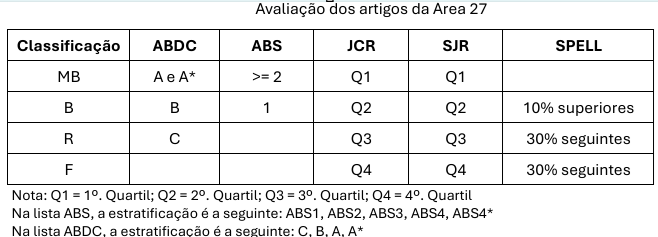 Avaliação dos artigos da Area 27
Classificação ABDC ABS JCR SJR SPELL
MB A e A* >= 2 Q1 Q1
B B 1 Q2 Q2 10% superiores
R C Q3 Q3 30% seguintes
F Q4 Q4 30% seguintes
Nota: Q1 = 1º. Quartil; Q2 = 2º. Quartil; Q3 = 3º. Quartil; Q4 = 4º. Quartil
Na lista ABS, a estratificação é a seguinte: ABS1, ABS2, ABS3, ABS4, ABS4*
Na lista ABDC, a estratificação é a seguinte: C, B, A, A*